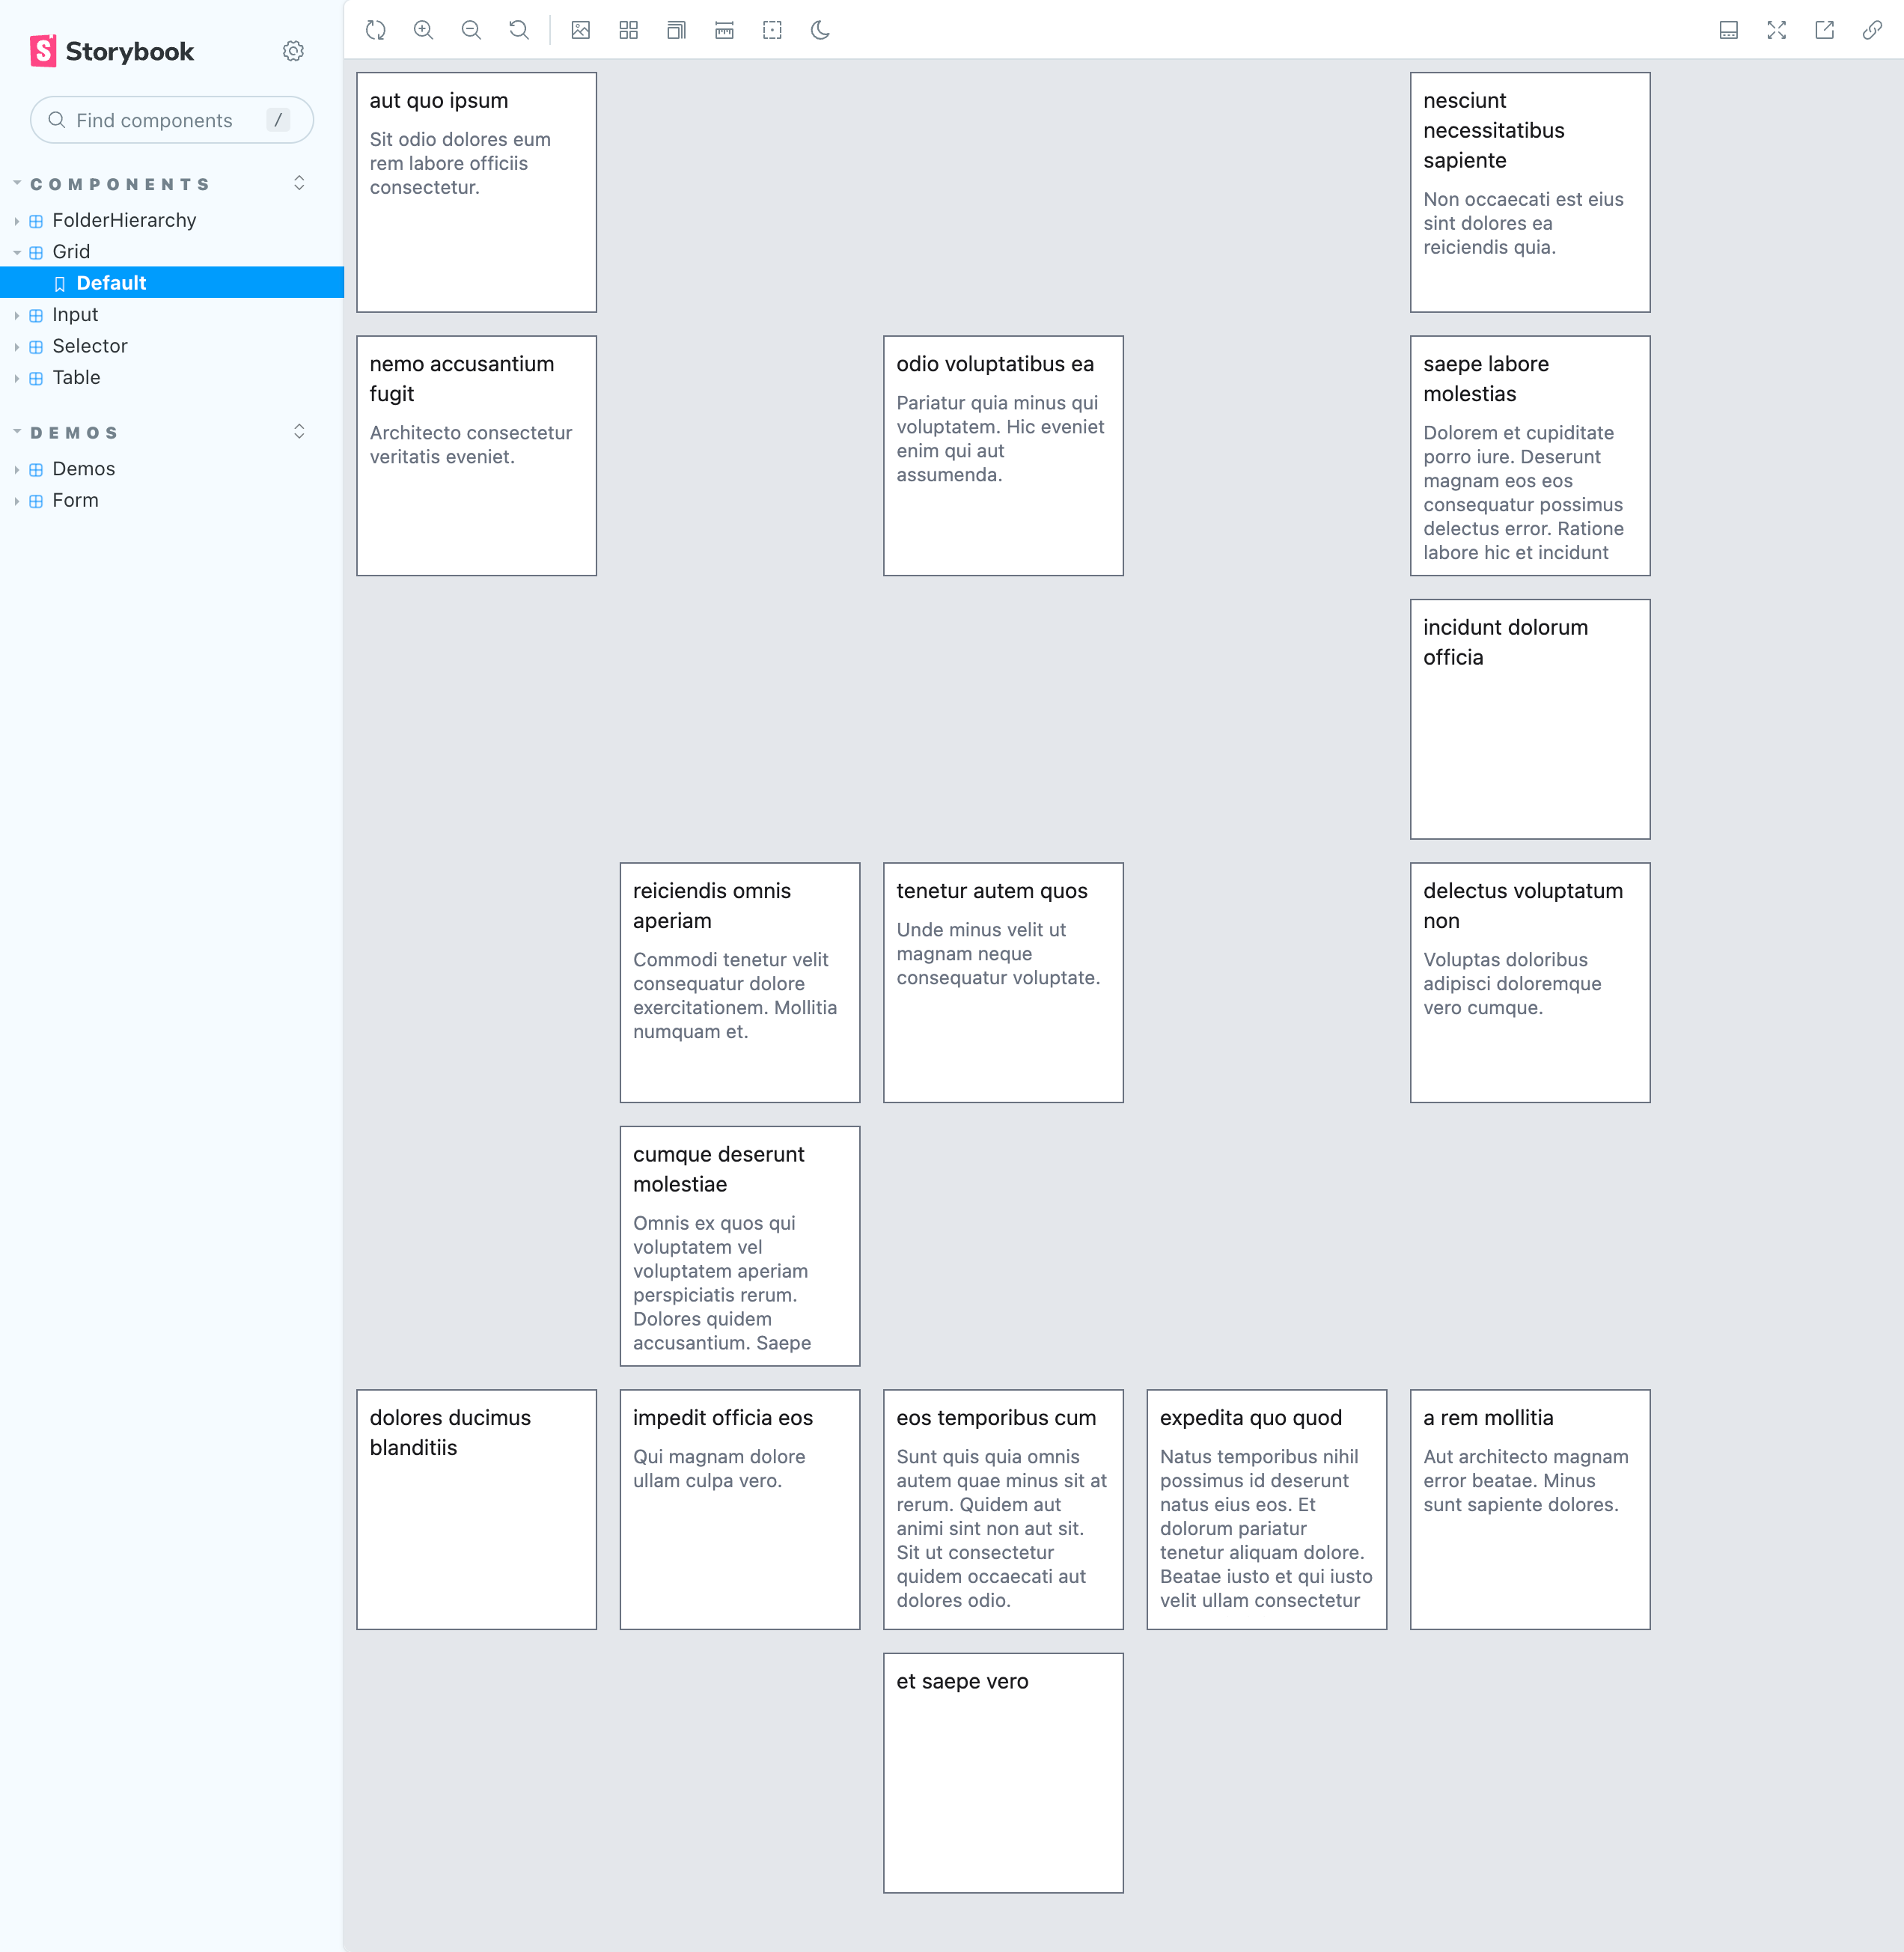 Storybook
Find components
/
COMPONENTS
FolderHierarchy
Grid
Default
Input
Selector
Table
DEMOS
Demos
Form
aut quo ipsum
Sit odio dolores eum
rem labore officiis
consectetur.
nesciunt
necessitatibus
sapiente
Non occaecati est eius
sint dolores ea
reiciendis quia.
nemo accusantium
fugit
Architecto consectetur
veritatis eveniet.
odio voluptatibus ea
Pariatur quia minus qui
voluptatem. Hic eveniet
enim qui aut
assumenda.
saepe labore
molestias
Dolorem et cupiditate
porro iure. Deserunt
magnam eos eos
consequatur possimus
delectus error. Ratione
labore hic et incidunt
incidunt dolorum
officia
reiciendis omnis
aperiam
Commodi tenetur velit
consequatur dolore
exercitationem. Mollitia
numquam et.
tenetur autem quos
Unde minus velit ut
magnam neque
consequatur voluptate.
delectus voluptatum
non
Voluptas doloribus
adipisci doloremque
vero cumque.
cumque deserunt
molestiae
Omnis ex quos qui
voluptatem vel
voluptatem aperiam
perspiciatis rerum.
Dolores quidem
accusantium. Saepe
dolores ducimus
blanditiis
impedit officia eos
Qui magnam dolore
ullam culpa vero.
eos temporibus cum
Sunt quis quia omnis
autem quae minus sit at
rerum. Quidem aut
animi sint non aut sit.
Sit ut consectetur
quidem occaecati aut
dolores odio.
expedita quo quod
Natus temporibus nihil
possimus id deserunt
natus eius eos. Et
dolorum pariatur
tenetur aliquam dolore.
Beatae iusto et qui iusto
velit ullam consectetur
a rem mollitia
Aut architecto magnam
error beatae. Minus
sunt sapiente dolores.
et saepe vero